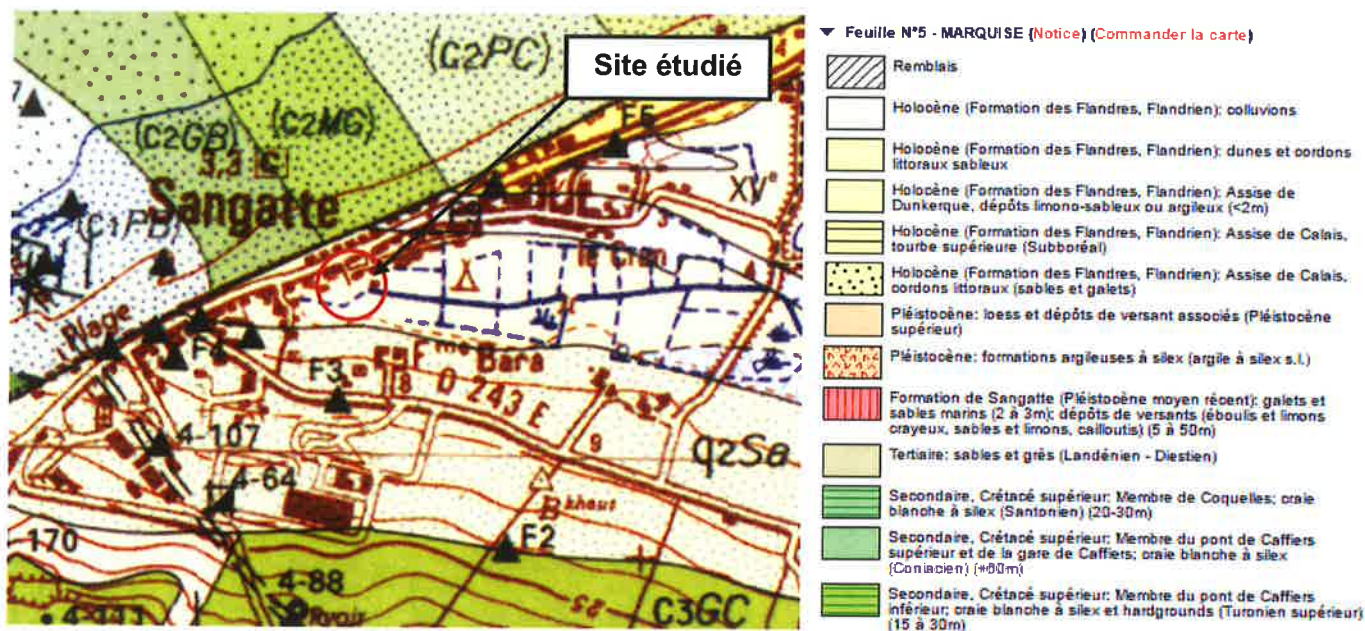 (C2PC)
Site étudié
(C2GB)
(C2MG)
3,3
Sangatte
F5
XVe
(C1PB)
le Cran
Plage
F4
F3
Fme Bara
8
D 243 E
4-107
9
q2Sa
4-64
F2
170
4-88
25
C3GC
Feuille N°5 - MARQUISE (Notice) (Commander la carte)
Remblais
Holocène (Formation des Flandres, Flandrien): colluvions
Holocène (Formation des Flandres, Flandrien): dunes et cordons
littoraux sableux
Holocène (Formation des Flandres, Flandrien): Assise de
Dunkerque, dépôts limono-sableux ou argileux (<2m)
Holocène (Formation des Flandres, Flandrien): Assise de Calais,
tourbe supérieure (Subboréal)
Holocène (Formation des Flandres, Flandrien): Assise de Calais,
cordons littoraux (sables et galets)
Pléistocène: loess et dépôts de versant associés (Pléistocène
supérieur)
Pléistocène: formations argileuses à silex (argile à silex s.l.)
Formation de Sangatte (Pléistocène moyen récent): galets et
sables marins (2 à 3m); dépôts de versants (éboulis et limons
crayeux, sables et limons, cailloutis) (5 à 50m)
Tertiaire: sables et grès (Landénien - Diestien)
Secondaire, Crétacé supérieur: Membre de Coquelles; craie
blanche à silex (Santonien) (20-30m)
Secondaire, Crétacé supérieur: Membre du pont de Caffiers
supérieur et de la gare de Caffiers; craie blanche à silex
(Coniacien) (+60m)
Secondaire, Crétacé supérieur: Membre du pont de Caffiers
inférieur; craie blanche à silex et hardgrounds (Turonien supérieur)
(15 à 30m)